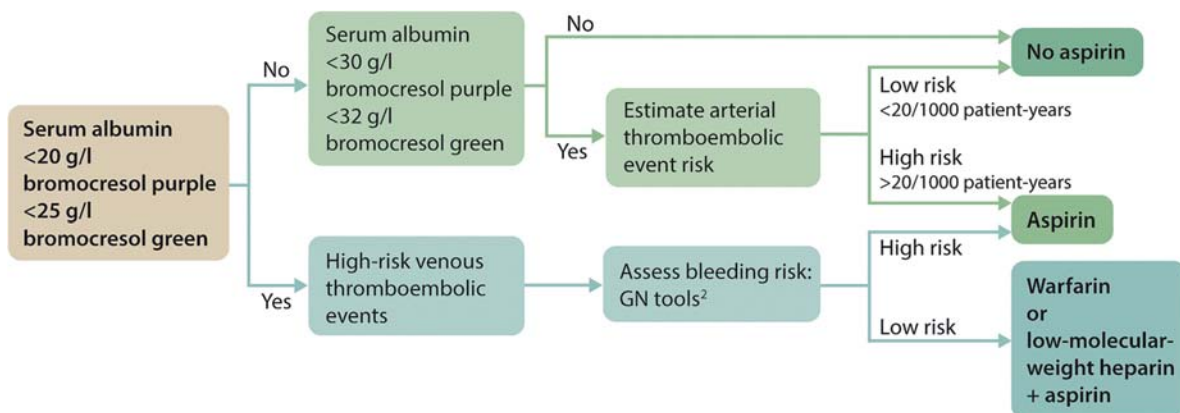 Serum albumin
<20 g/l
bromocresol purple
<25 g/l
bromocresol green
No
Yes
Serum albumin
<30 g/l
bromocresol purple
<32 g/l
bromocresol green
No
Yes
Estimate arterial
thromboembolic
event risk
No aspirin
Low risk
<20/1000 patient-years
High risk
>20/1000 patient-years
Aspirin
High-risk venous
thromboembolic
events
Assess bleeding risk:
GN tools²
High risk
Low risk
Warfarin
or
low-molecular-
weight heparin
+ aspirin